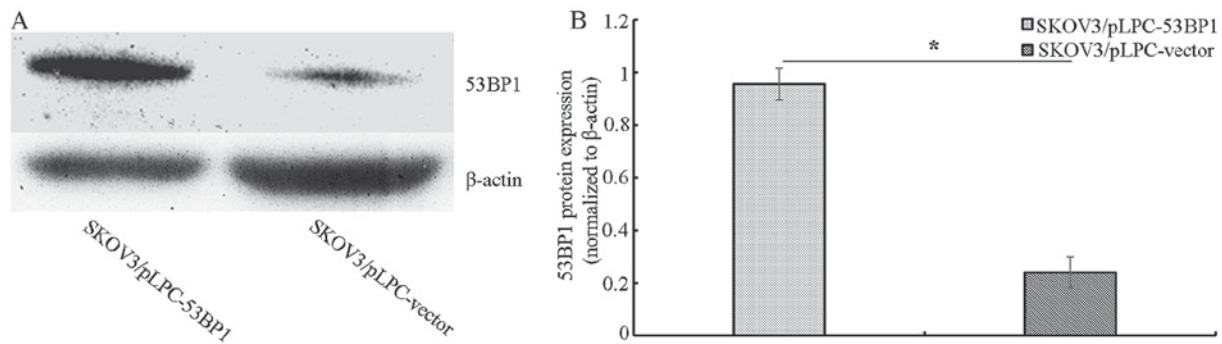 A
53BP1
β-actin
SKOV3/pLPC-53BP1
SKOV3/pLPC-vector
B
53BP1 protein expression
(normalized to β-actin)
1.2
1
0.8
0.6
0.4
0.2
0
*
SKOV3/pLPC-53BP1
SKOV3/pLPC-vector